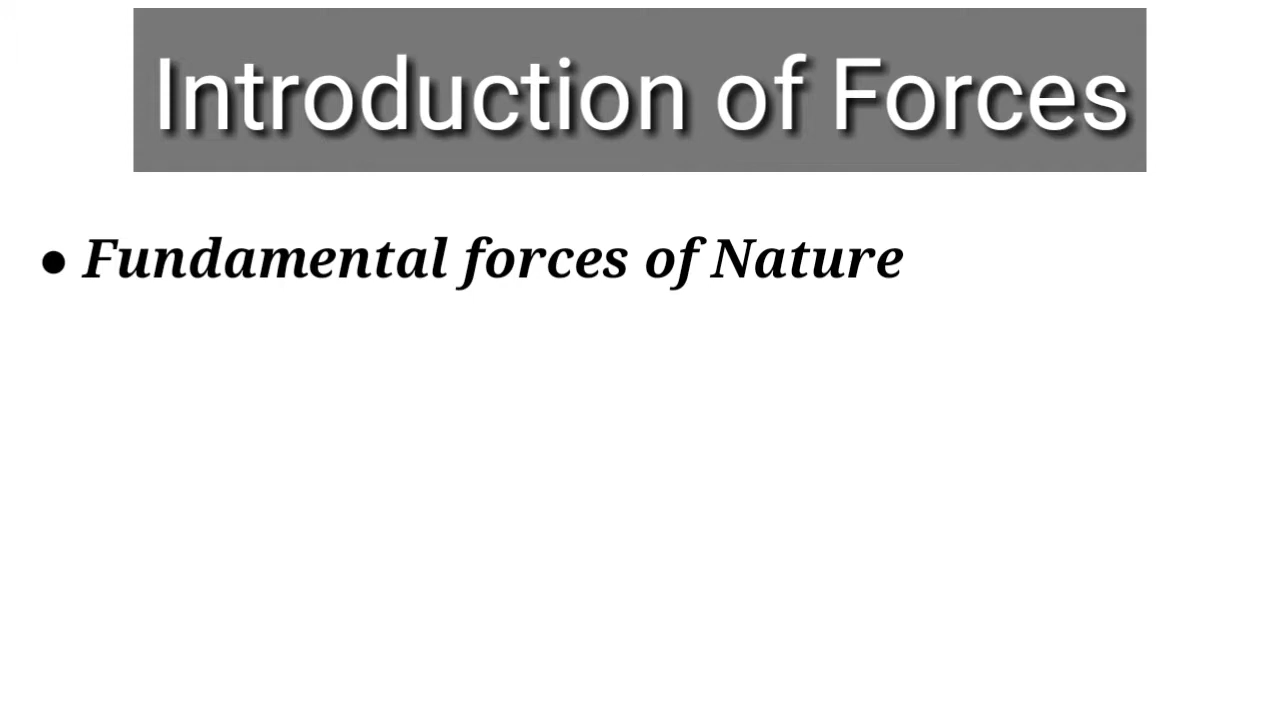 Introduction of Forces
• Fundamental forces of Nature